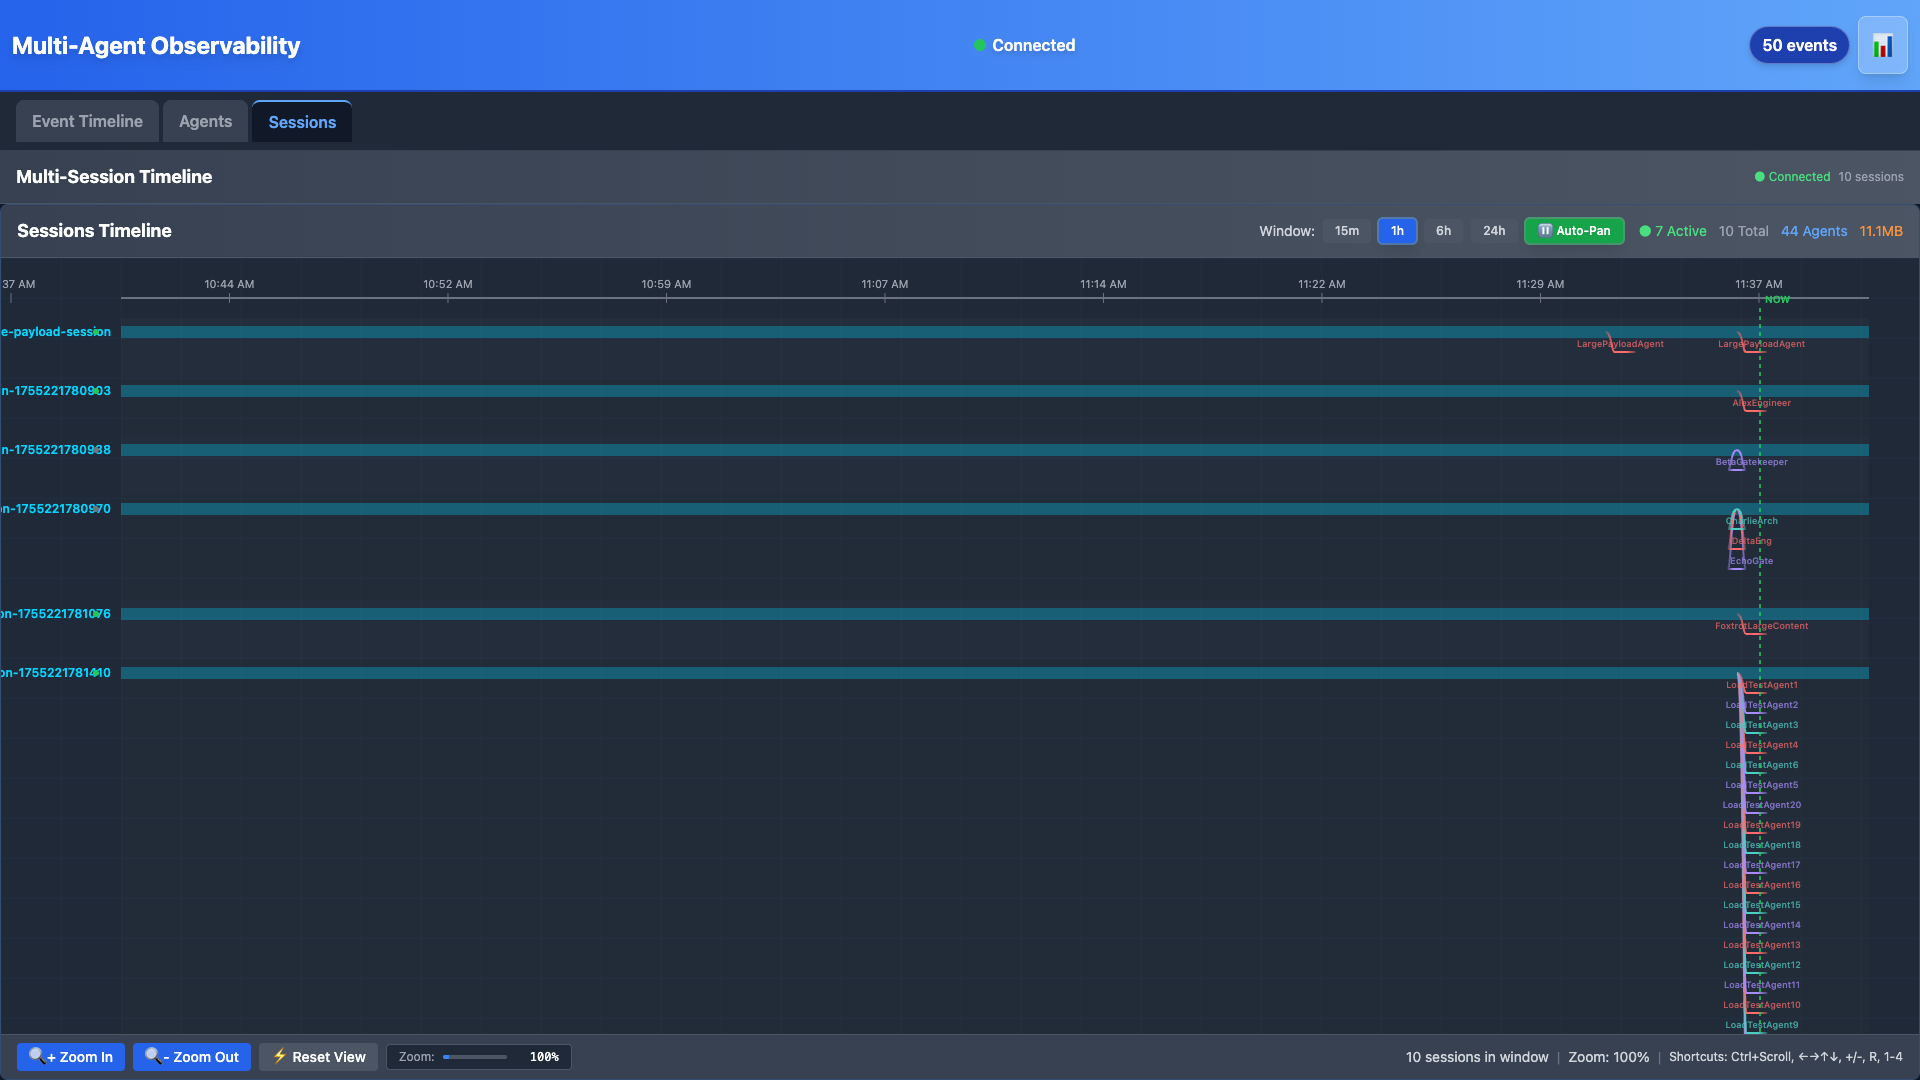 Multi-Agent Observability
Connected
50 events
Event Timeline
Agents
Sessions
Multi-Session Timeline
Connected
10 sessions
Sessions Timeline
Window:
15m
1h
6h
24h
Auto-Pan
7 Active
10 Total
44 Agents
11.1MB
37 AM
10:44 AM
10:52 AM
10:59 AM
11:07 AM
11:14 AM
11:22 AM
11:29 AM
11:37 AM
NOW
e-payload-session
LargePayloadAgent
LargePayloadAgent
n-1755221780903
AlexEngineer
n-1755221780938
BetaGatekeeper
on-1755221780970
CharlieArch
DeltaEng
EchoGate
on-1755221781076
FoxtrotLargeContent
on-1755221781410
LoadTestAgent1
LoadTestAgent2
LoadTestAgent3
LoadTestAgent4
LoadTestAgent6
LoadTestAgent5
LoadTestAgent20
LoadTestAgent19
LoadTestAgent18
LoadTestAgent17
LoadTestAgent16
LoadTestAgent15
LoadTestAgent14
LoadTestAgent13
LoadTestAgent12
LoadTestAgent11
LoadTestAgent10
LoadTestAgent9
+ Zoom In
- Zoom Out
Reset View
Zoom:
100%
10 sessions in window | Zoom: 100% | Shortcuts: Ctrl+Scroll, ←→↑↓, +/-, R, 1-4